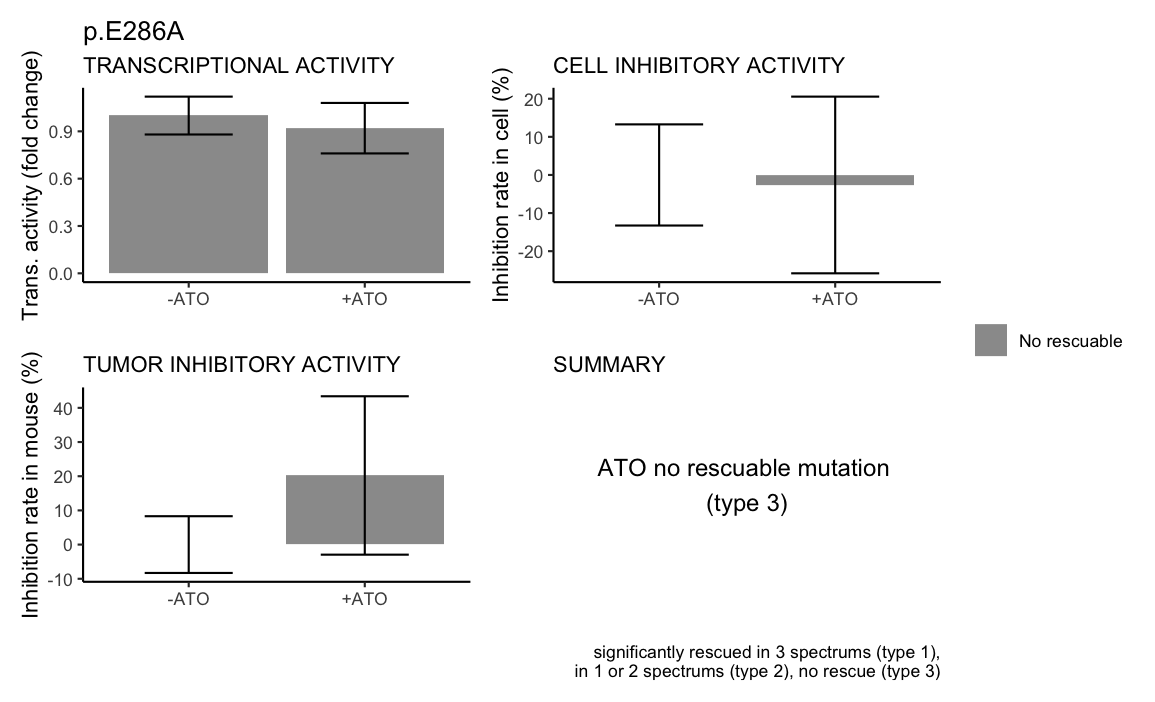 p.E286A
TRANSCRIPTIONAL ACTIVITY
Trans. activity (fold change)
0.9
0.6
0.3
0.0
-ATO +ATO
CELL INHIBITORY ACTIVITY
Inhibition rate in cell (%)
20
10
0
-10
-20
-ATO +ATO
No rescuable
TUMOR INHIBITORY ACTIVITY
Inhibition rate in mouse (%)
40
30
20
10
0
-10
-ATO +ATO
SUMMARY
ATO no rescuable mutation
(type 3)
significantly rescued in 3 spectrums (type 1),
in 1 or 2 spectrums (type 2), no rescue (type 3)